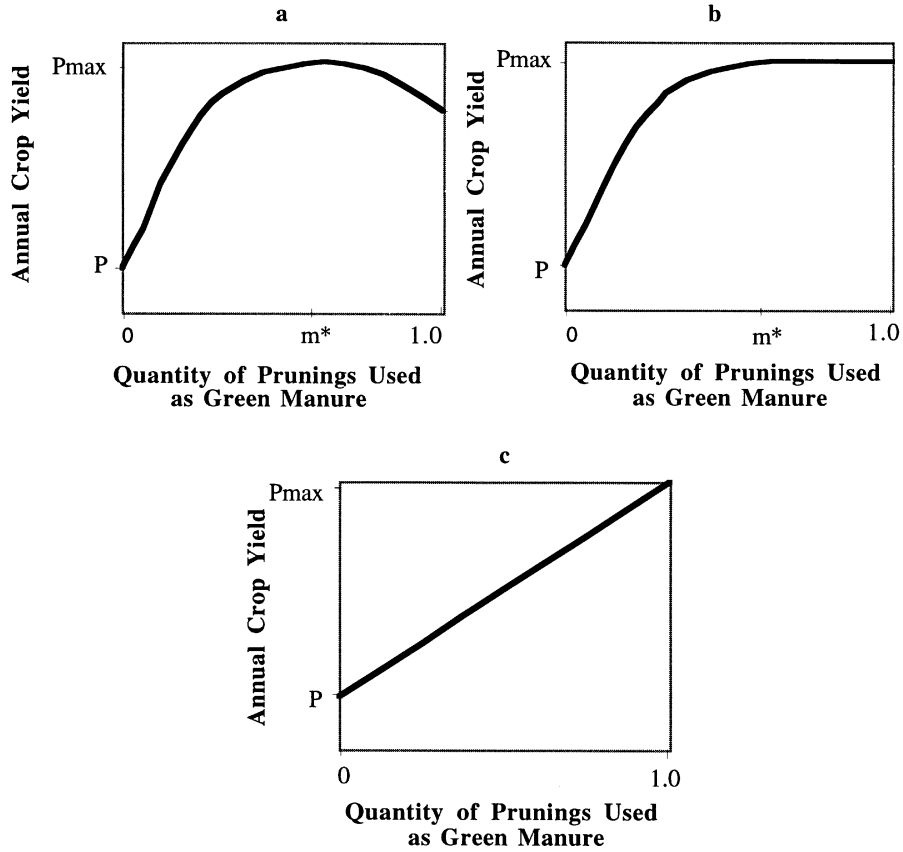 a
Annual Crop Yield
Pmax
P
0
m*
1.0
Quantity of Prunings Used
as Green Manure
b
Annual Crop Yield
Pmax
P
0
m*
1.0
Quantity of Prunings Used
as Green Manure
c
Annual Crop Yield
Pmax
P
0
1.0
Quantity of Prunings Used
as Green Manure